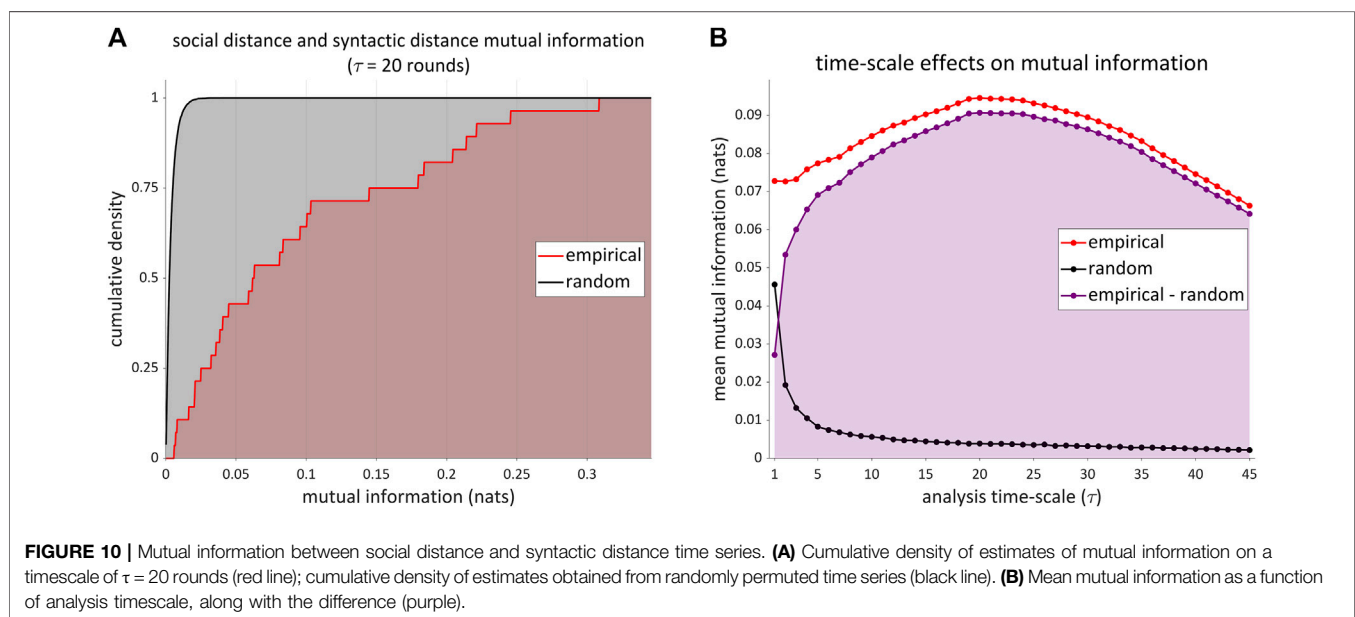 A
social distance and syntactic distance mutual information
(τ = 20 rounds)
1
0.75
0.5
0.25
0
cumulative density
empirical
random
0
0.05
0.1
0.15
0.2
0.25
0.3
mutual information (nats)
B
time-scale effects on mutual information
0.09
0.08
0.07
0.06
0.05
0.04
0.03
0.02
0.01
0
mean mutual information (nats)
empirical
random
empirical - random
1
5
10
15
20
25
30
35
40
45
analysis time-scale (τ)
FIGURE 10 | Mutual information between social distance and syntactic distance time series. (A) Cumulative density of estimates of mutual information on a
timescale of τ = 20 rounds (red line); cumulative density of estimates obtained from randomly permuted time series (black line). (B) Mean mutual information as a function
of analysis timescale, along with the difference (purple).